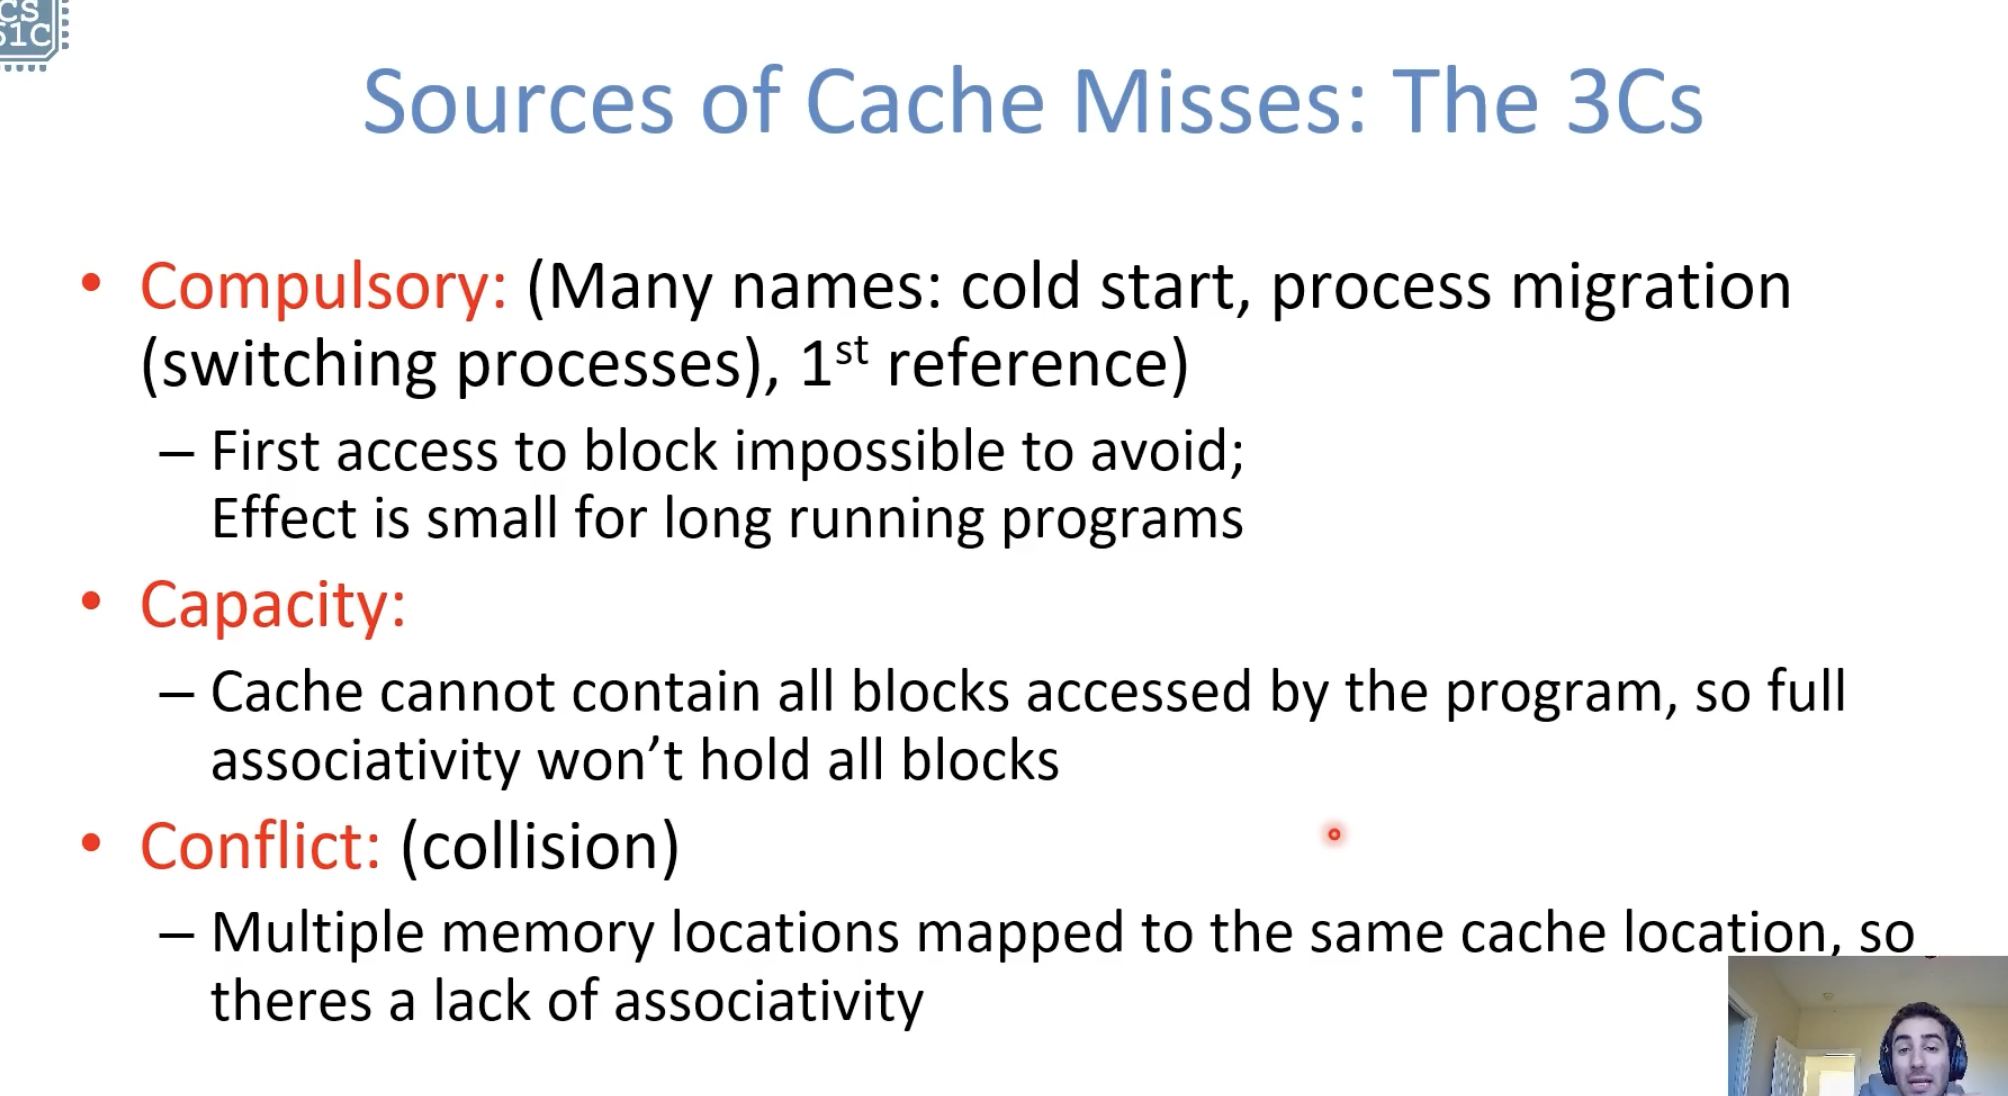 CS
61C
Sources of Cache Misses: The 3Cs
• Compulsory: (Many names: cold start, process migration
(switching processes), 1st reference)
– First access to block impossible to avoid;
Effect is small for long running programs
• Capacity:
– Cache cannot contain all blocks accessed by the program, so full
associativity won’t hold all blocks
• Conflict: (collision)
– Multiple memory locations mapped to the same cache location, so
theres a lack of associativity